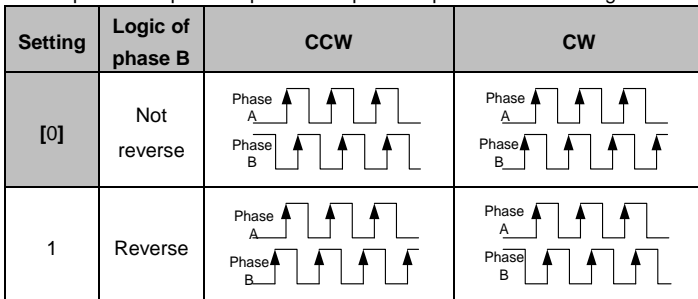 Setting
Logic of
phase B
CCW
CW
[0]
Not
reverse
Phase
A
Phase
B
Phase
A
Phase
B
1
Reverse
Phase
A
Phase
B
Phase
A
Phase
B